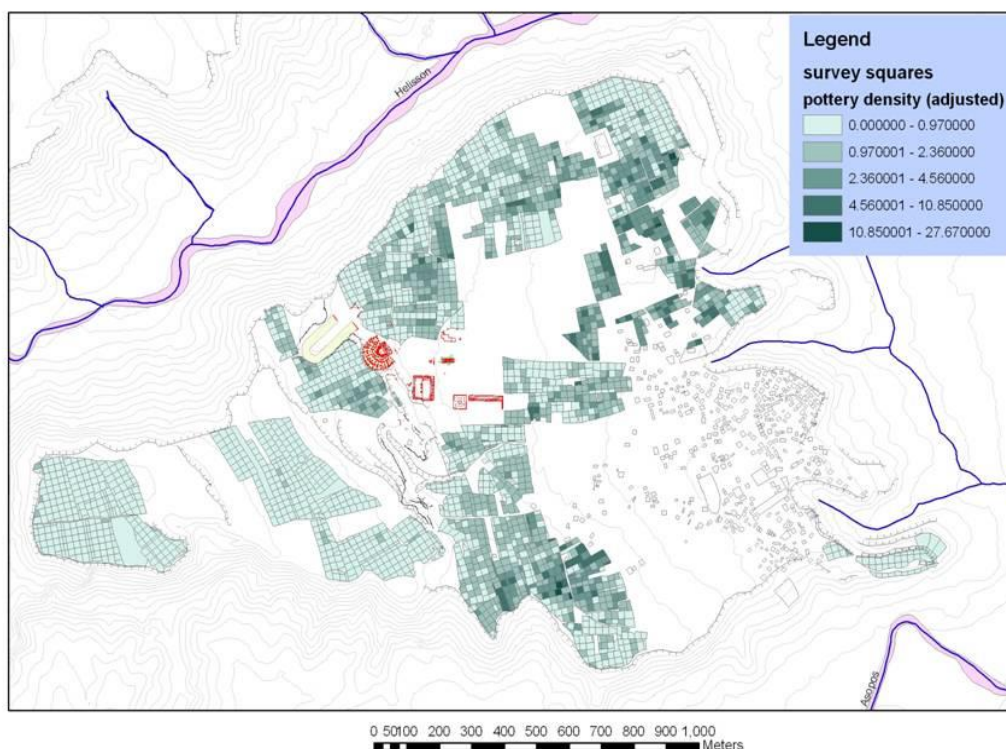 Legend
survey squares
pottery density (adjusted)
0.000000 - 0.970000
0.970001 - 2.360000
2.360001 - 4.560000
4.560001 - 10.850000
10.850001 - 27.670000
Helisson
Asopos
0 50100 200 300 400 500 600 700 800 900 1,000
Meters